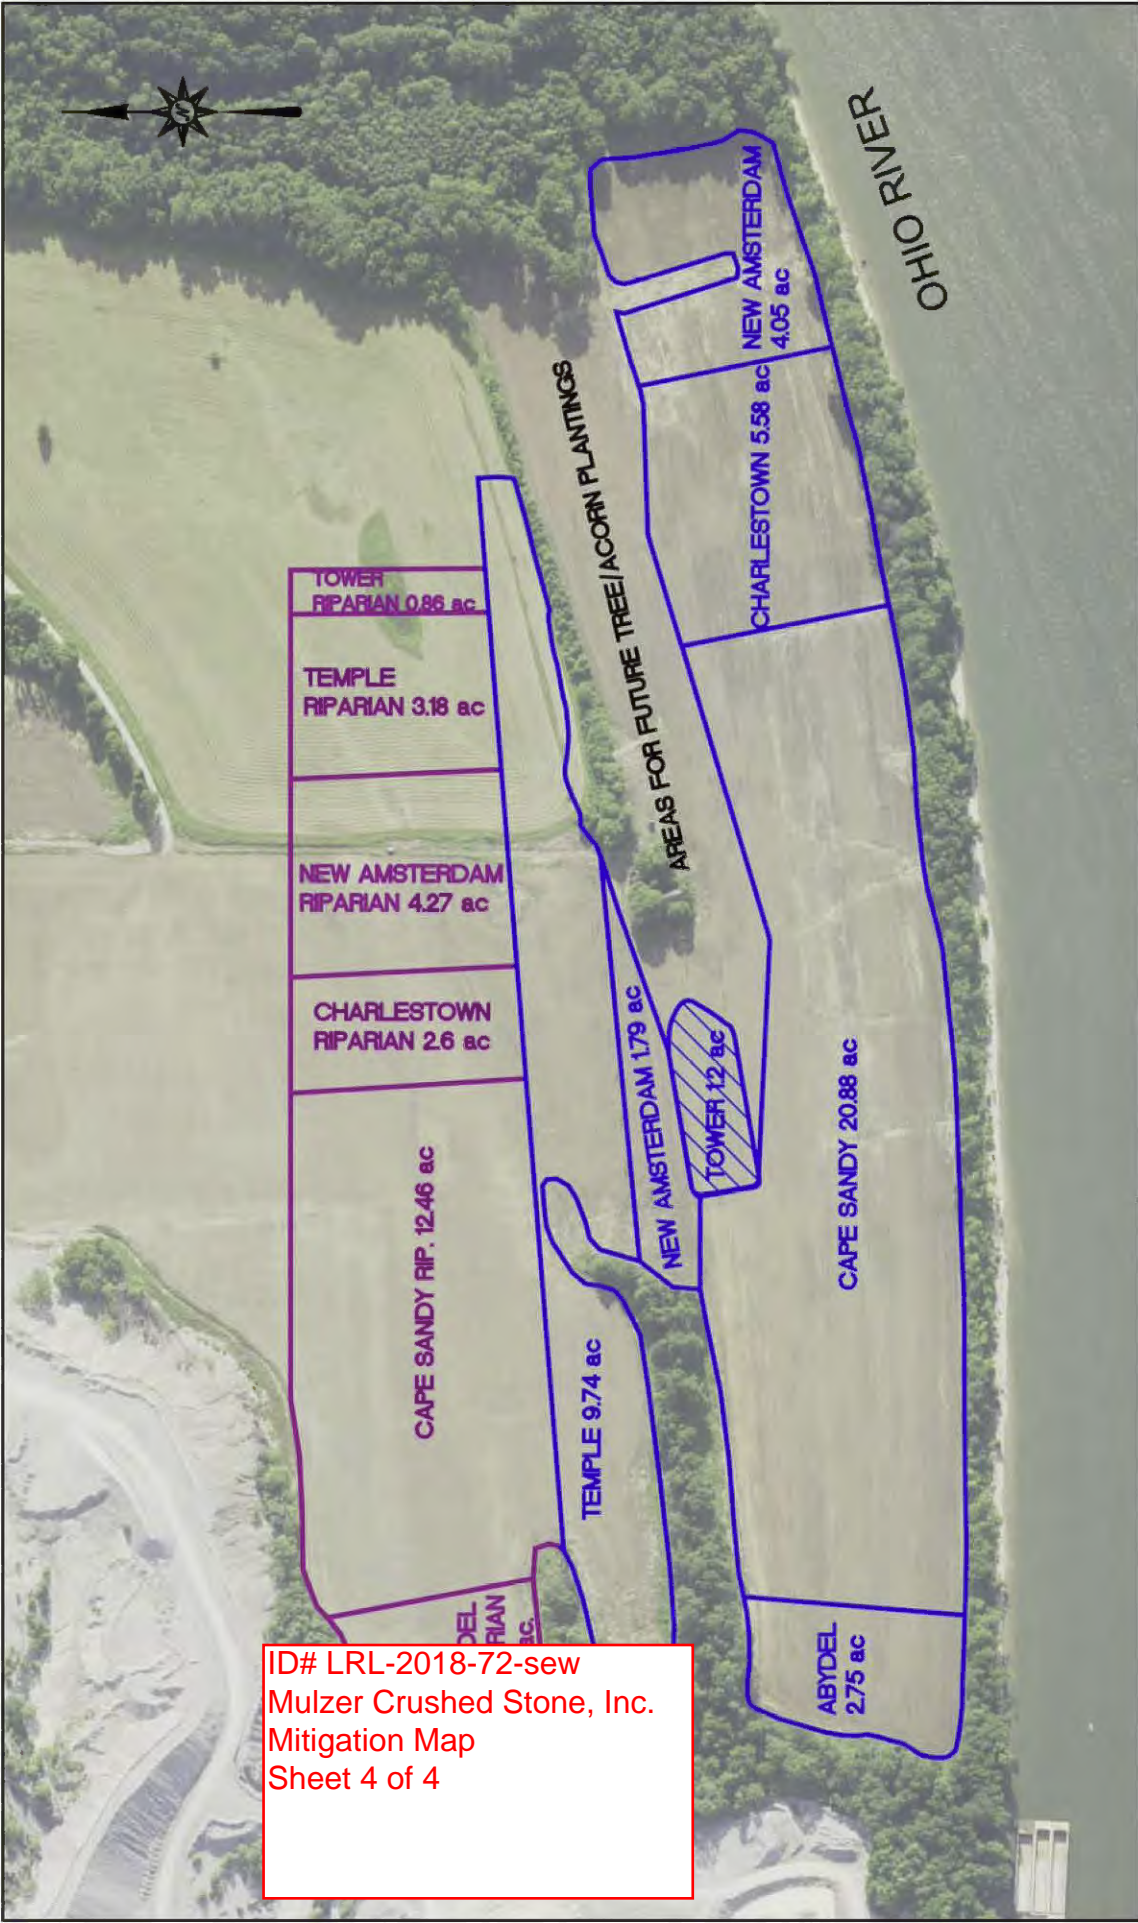 OHIO RIVER
NEW AMSTERDAM
4.05 ac
CHARLESTOWN 5.58 ac
AREAS FOR FUTURE TREE/ACORN PLANTINGS
TOWER
RIPARIAN 0.86 ac
TEMPLE
RIPARIAN 3.18 ac
NEW AMSTERDAM
RIPARIAN 4.27 ac
CHARLESTOWN
RIPARIAN 2.6 ac
CAPE SANDY RIP. 12.46 ac
NEW AMSTERDAM 1.79 ac
TOWER 1.2 ac
CAPE SANDY 20.88 ac
TEMPLE 9.74 ac
DEL
RIAN
ac.
ABYDEL
2.75 ac
ID# LRL-2018-72-sew
Mulzer Crushed Stone, Inc.
Mitigation Map
Sheet 4 of 4